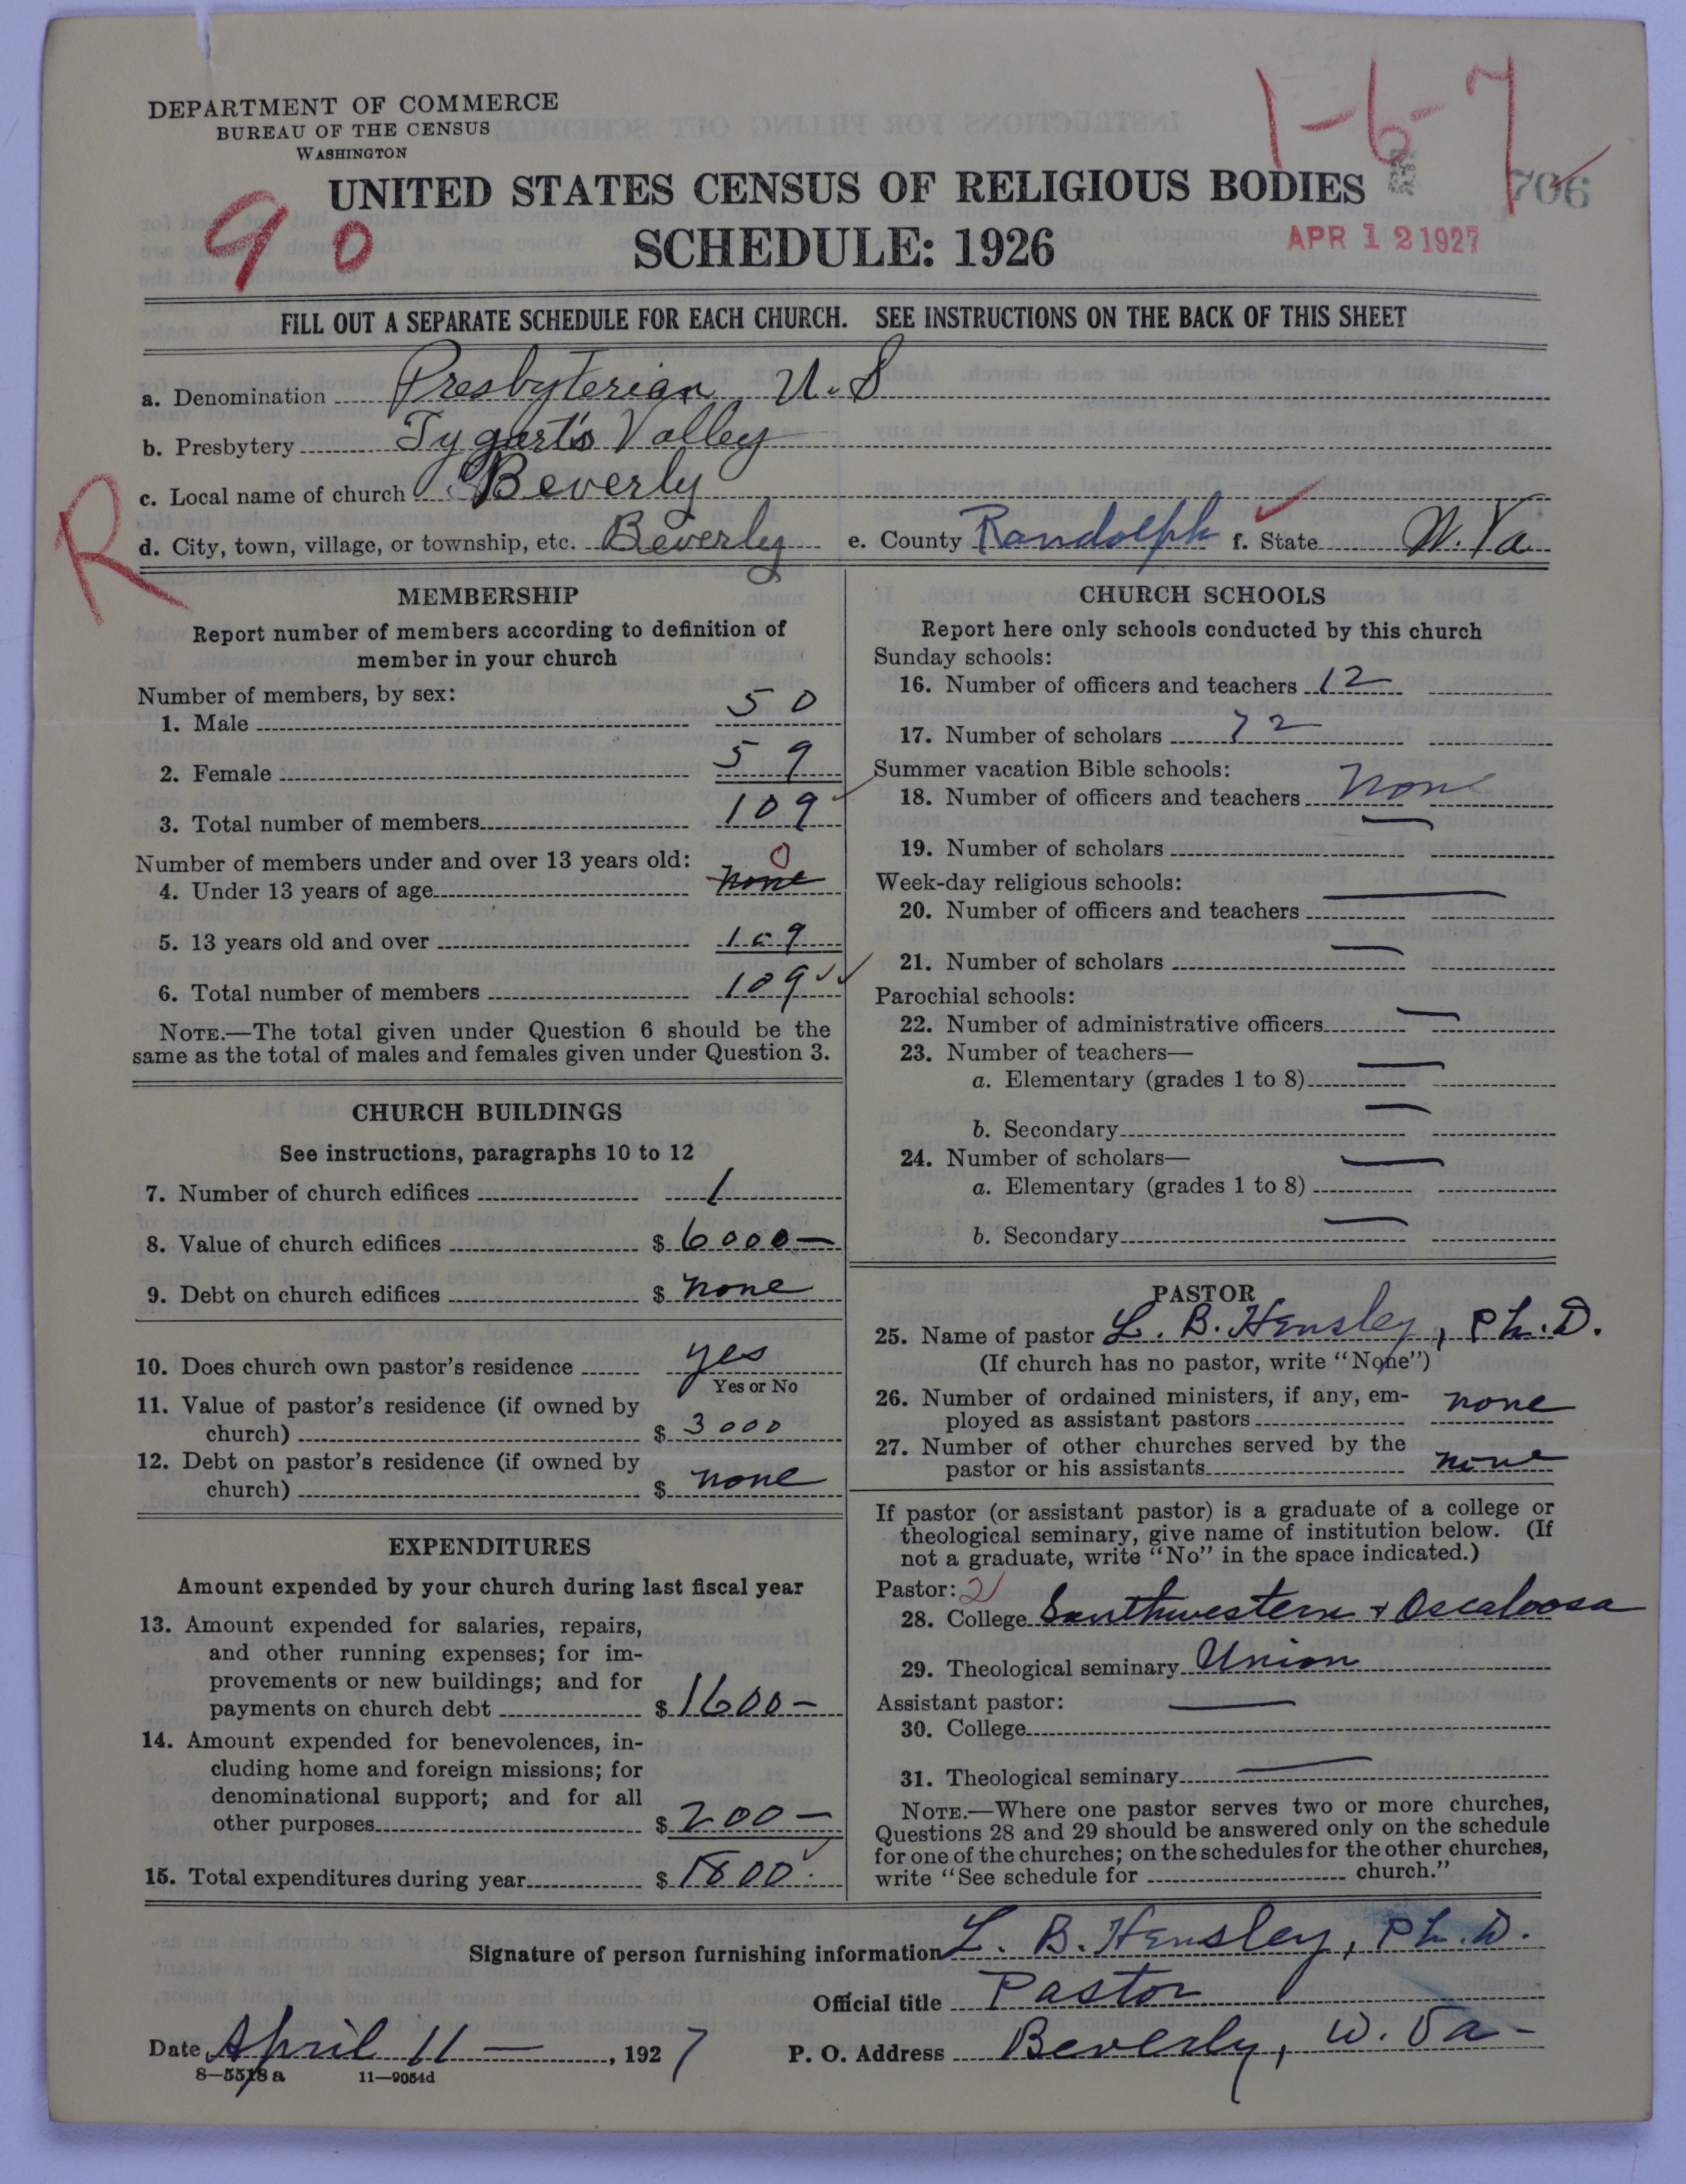 DEPARTMENT OF COMMERCE
BUREAU OF THE CENSUS
WASHINGTON
1-6-7
UNITED STATES CENSUS OF RELIGIOUS BODIES
706
90
SCHEDULE: 1926
APR 12 1927
FILL OUT A SEPARATE SCHEDULE FOR EACH CHURCH. SEE INSTRUCTIONS ON THE BACK OF THIS SHEET
a. Denomination Presbyterian U.S
b. Presbytery Tygart's Valley
c. Local name of church Beverly
R
d. City, town, village, or township, etc. Beverly e. County Randolph f. State W. Va
MEMBERSHIP
Report number of members according to definition of
member in your church
Number of members, by sex:
1. Male 50
2. Female 59
3. Total number of members 109
Number of members under and over 13 years old:
4. Under 13 years of age none 0
5. 13 years old and over 109
6. Total number of members 109
NOTE.—The total given under Question 6 should be the
same as the total of males and females given under Question 3.
CHURCH BUILDINGS
See instructions, paragraphs 10 to 12
7. Number of church edifices 1
8. Value of church edifices $ 6000—
9. Debt on church edifices $ none
10. Does church own pastor's residence yes
Yes or No
11. Value of pastor's residence (if owned by
church) $ 3000
12. Debt on pastor's residence (if owned by
church) $ none
EXPENDITURES
Amount expended by your church during last fiscal year
13. Amount expended for salaries, repairs,
and other running expenses; for im-
provements or new buildings; and for
payments on church debt $ 1600—
14. Amount expended for benevolences, in-
cluding home and foreign missions; for
denominational support; and for all
other purposes $ 200—
15. Total expenditures during year $ 1800.
CHURCH SCHOOLS
Report here only schools conducted by this church
Sunday schools:
16. Number of officers and teachers 12
17. Number of scholars 72
Summer vacation Bible schools:
18. Number of officers and teachers none
19. Number of scholars —
Week-day religious schools:
20. Number of officers and teachers —
21. Number of scholars —
Parochial schools:
22. Number of administrative officers —
23. Number of teachers—
a. Elementary (grades 1 to 8) —
b. Secondary —
24. Number of scholars—
a. Elementary (grades 1 to 8) —
b. Secondary —
PASTOR
25. Name of pastor L. B. Hensley, Ph.D.
(If church has no pastor, write "None")
26. Number of ordained ministers, if any, em-
ployed as assistant pastors none
27. Number of other churches served by the
pastor or his assistants none
If pastor (or assistant pastor) is a graduate of a college or
theological seminary, give name of institution below. (If
not a graduate, write "No" in the space indicated.)
Pastor: 2
28. College Southwestern + Oscaloosa
29. Theological seminary Union
Assistant pastor: —
30. College
31. Theological seminary —
NOTE.—Where one pastor serves two or more churches,
Questions 28 and 29 should be answered only on the schedule
for one of the churches; on the schedules for the other churches,
write "See schedule for church."
Signature of person furnishing information L. B. Hensley, Ph.D.
Official title Pastor
Date April 11 —, 1927 P. O. Address Beverly, W. Va-
8—5518 a 11—9054d